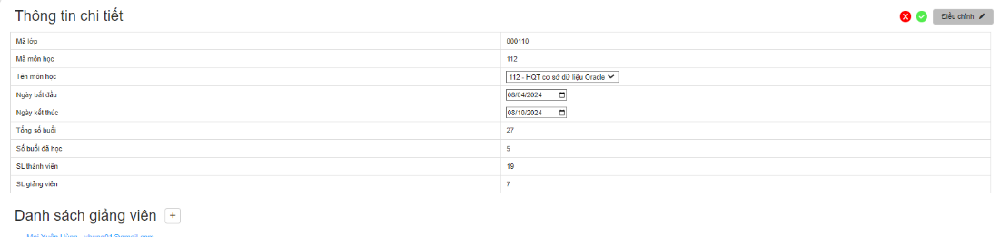 Thông tin chi tiết
Điều chỉnh
Mã lớp 000110
Mã môn học 112
Tên môn học 112 - HQT cơ sở dữ liệu Oracle
Ngày bắt đầu 08/04/2024
Ngày kết thúc 08/10/2024
Tổng số buổi 27
Số buổi đã học 5
SL thành viên 19
SL giảng viên 7
Danh sách giảng viên +